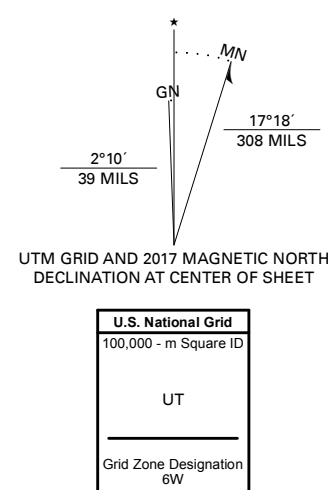 ★
MN
GN
17°18´
308 MILS
2°10´
39 MILS
UTM GRID AND 2017 MAGNETIC NORTH
DECLINATION AT CENTER OF SHEET
U.S. National Grid
100,000 - m Square ID
UT
Grid Zone Designation
6W